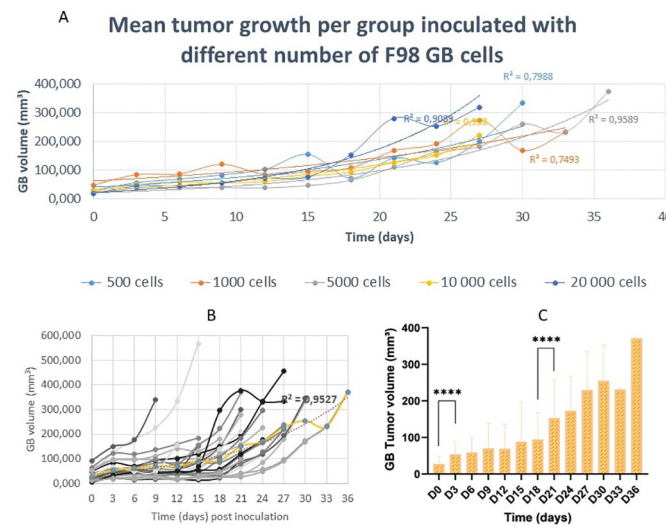 A
Mean tumor growth per group inoculated with
different number of F98 GB cells
GB volume (mm³)
400,000
300,000
200,000
100,000
0,000
0
5
10
15
20
25
30
35
40
Time (days)
R² = 0,7988
R² = 0,9089
R² = 0,9589
R² = 0,7493
500 cells
1000 cells
5000 cells
10 000 cells
20 000 cells
B
GB volume (mm³)
600,000
500,000
400,000
300,000
200,000
100,000
0,000
R² = 0,9527
0 3 6 9 12 15 18 21 24 27 30 33 36
Time (days) post inoculation
C
GB Tumor volume (mm³)
400
300
200
100
0
****
****
D0 D3 D6 D9 D12 D15 D18 D21 D24 D27 D30 D33 D36